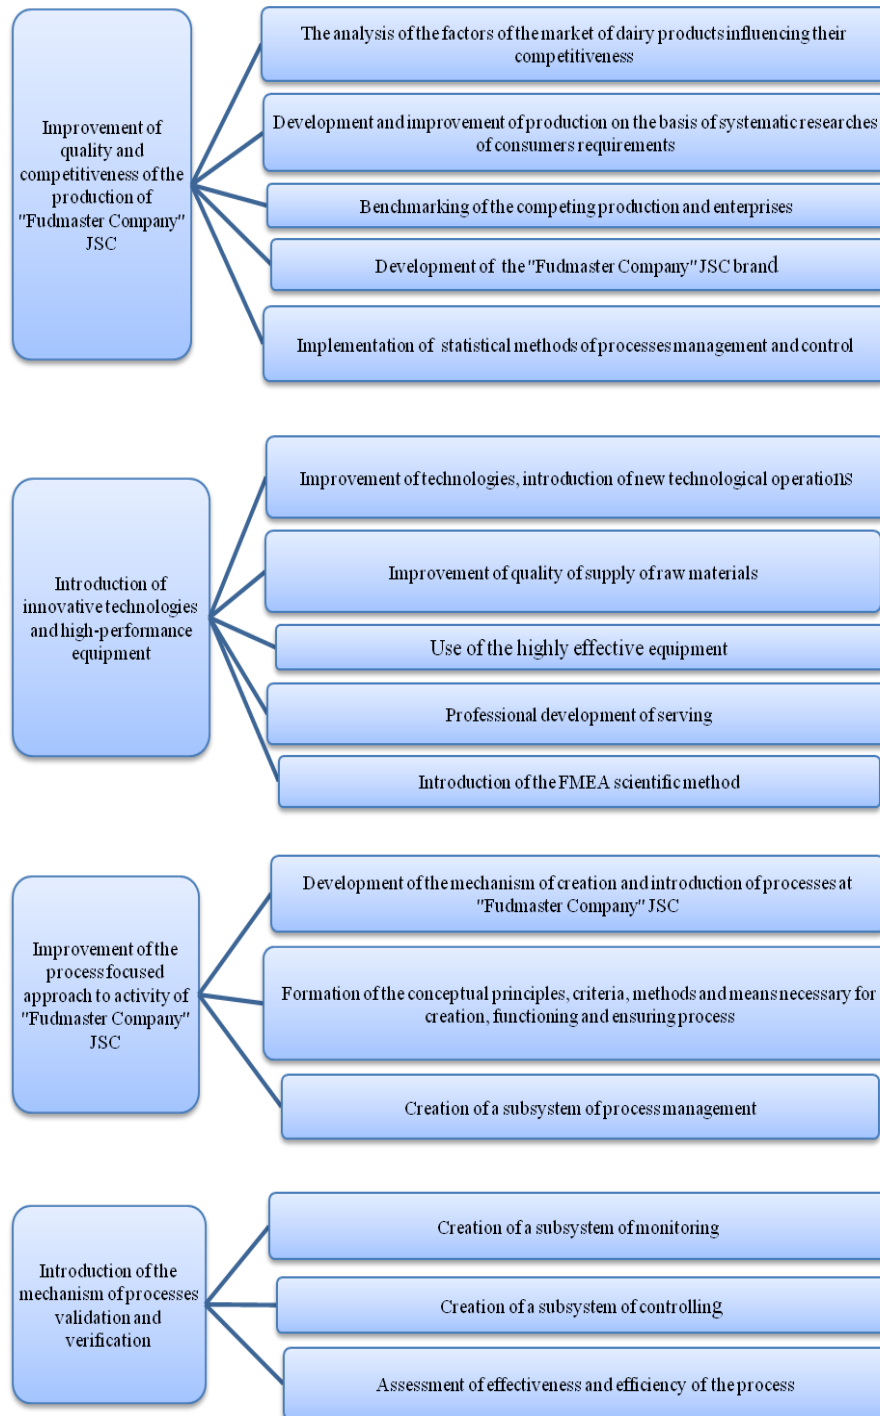 Improvement of
quality and
competitiveness of the
production of
"Fudmaster Company"
JSC
The analysis of the factors of the market of dairy products influencing their
competitiveness
Development and improvement of production on the basis of systematic researches
of consumers requirements
Benchmarking of the competing production and enterprises
Development of the "Fudmaster Company" JSC brand
Implementation of statistical methods of processes management and control
Introduction of
innovative technologies
and high-performance
equipment
Improvement of technologies, introduction of new technological operations
Improvement of quality of supply of raw materials
Use of the highly effective equipment
Professional development of serving
Introduction of the FMEA scientific method
Improvement of the
process focused
approach to activity of
"Fudmaster Company"
JSC
Development of the mechanism of creation and introduction of processes at
"Fudmaster Company" JSC
Formation of the conceptual principles, criteria, methods and means necessary for
creation, functioning and ensuring process
Creation of a subsystem of process management
Introduction of the
mechanism of processes
validation and
verification
Creation of a subsystem of monitoring
Creation of a subsystem of controlling
Assessment of effectiveness and efficiency of the process